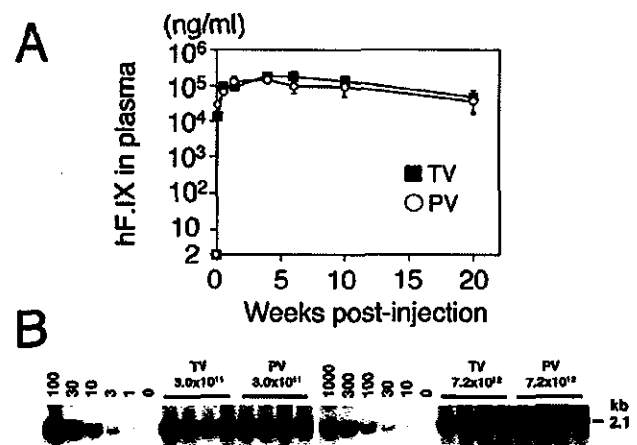 A
(ng/ml)
hF.IX in plasma
10⁶
10⁵
10⁴
10³
10²
10
2
0 5 10 15 20
Weeks post-injection
TV
PV
B
100 30 10 3 1 0
TV
3.0x10¹¹
PV
3.0x10¹¹
1000 300 100 30 10 0
TV
7.2x10¹²
PV
7.2x10¹²
kb
2.1